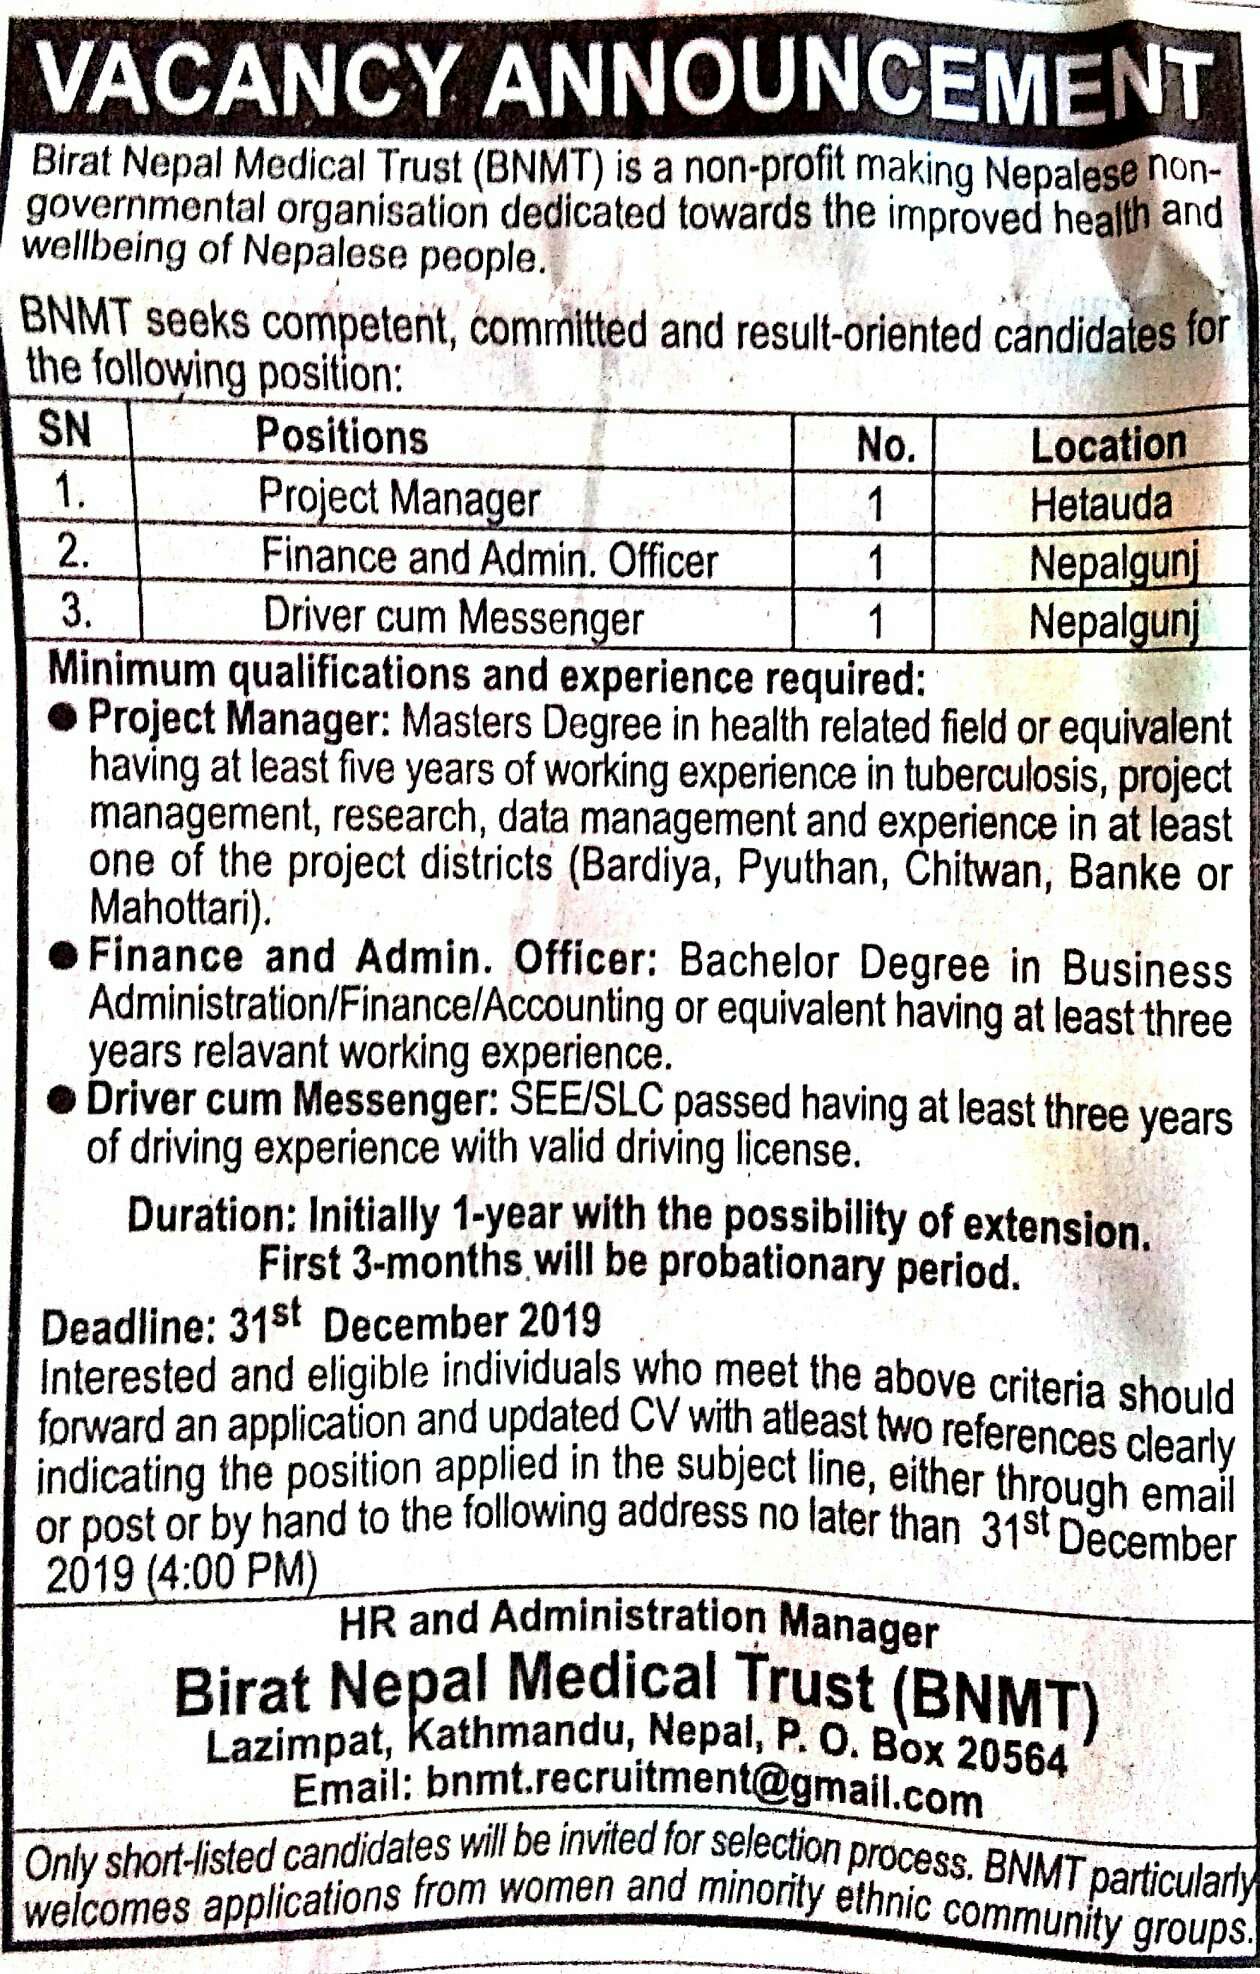 VACANCY ANNOUNCEMENT
Birat Nepal Medical Trust (BNMT) is a non-profit making Nepalese non-
governmental organisation dedicated towards the improved health and
wellbeing of Nepalese people.
BNMT seeks competent, committed and result-oriented candidates for
the following position:
SN Positions No. Location
1. Project Manager 1 Hetauda
2. Finance and Admin. Officer 1 Nepalgunj
3. Driver cum Messenger 1 Nepalgunj
Minimum qualifications and experience required:
● Project Manager: Masters Degree in health related field or equivalent
having at least five years of working experience in tuberculosis, project
management, research, data management and experience in at least
one of the project districts (Bardiya, Pyuthan, Chitwan, Banke or
Mahottari).
● Finance and Admin. Officer: Bachelor Degree in Business
Administration/Finance/Accounting or equivalent having at least three
years relavant working experience.
● Driver cum Messenger: SEE/SLC passed having at least three years
of driving experience with valid driving license.
Duration: Initially 1-year with the possibility of extension.
First 3-months will be probationary period.
Deadline: 31st December 2019
Interested and eligible individuals who meet the above criteria should
forward an application and updated CV with atleast two references clearly
indicating the position applied in the subject line, either through email
or post or by hand to the following address no later than 31st December
2019 (4:00 PM)
HR and Administration Manager
Birat Nepal Medical Trust (BNMT)
Lazimpat, Kathmandu, Nepal, P. O. Box 20564
Email: bnmt.recruitment@gmail.com
Only short-listed candidates will be invited for selection process. BNMT particularly
welcomes applications from women and minority ethnic community groups.